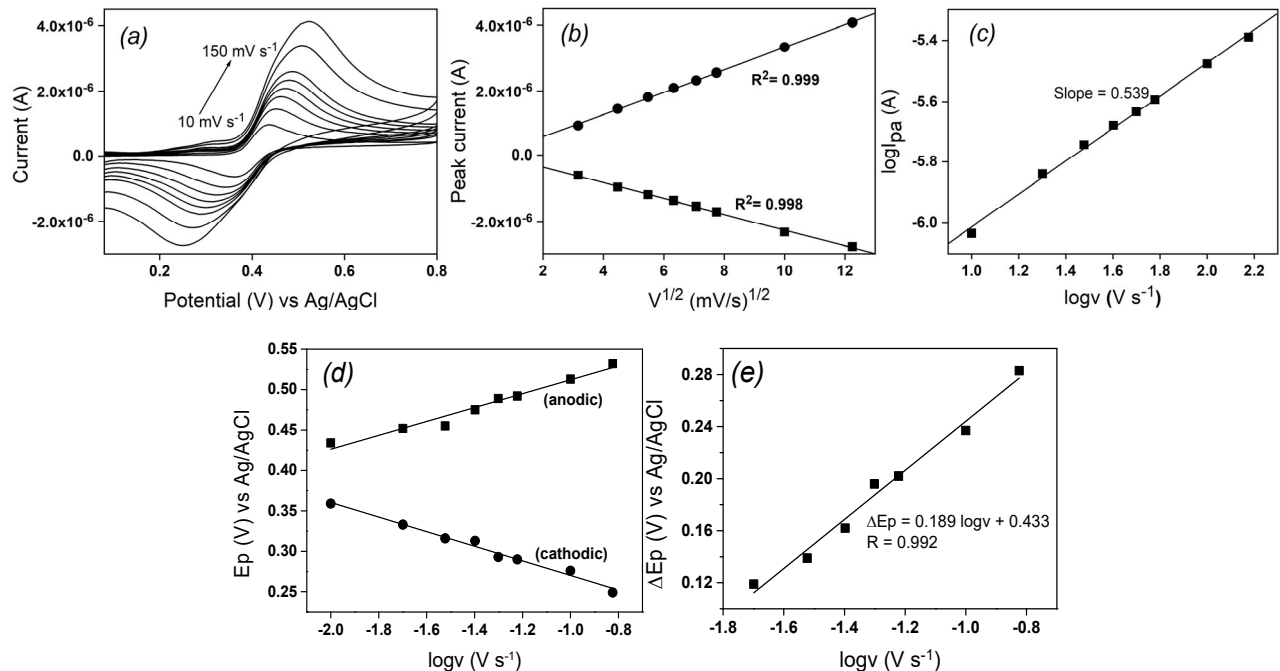 (a)
150 mV s⁻¹
10 mV s⁻¹
4.0x10⁻⁶
2.0x10⁻⁶
0.0
-2.0x10⁻⁶
Current (A)
0.2 0.4 0.6 0.8
Potential (V) vs Ag/AgCl
(b)
R²= 0.999
R²= 0.998
4.0x10⁻⁶
2.0x10⁻⁶
0.0
-2.0x10⁻⁶
Peak current (A)
2 4 6 8 10 12
V¹/² (mV/s)¹/²
(c)
Slope = 0.539
-5.4
-5.6
-5.8
-6.0
logIpa (A)
1.0 1.2 1.4 1.6 1.8 2.0 2.2
logv (V s⁻¹)
(d)
(anodic)
(cathodic)
0.55
0.50
0.45
0.40
0.35
0.30
0.25
Ep (V) vs Ag/AgCl
-2.0 -1.8 -1.6 -1.4 -1.2 -1.0 -0.8
logv (V s⁻¹)
(e)
ΔEp = 0.189 logv + 0.433
R = 0.992
0.28
0.24
0.20
0.16
0.12
ΔEp (V) vs Ag/AgCl
-1.8 -1.6 -1.4 -1.2 -1.0 -0.8
logv (V s⁻¹)